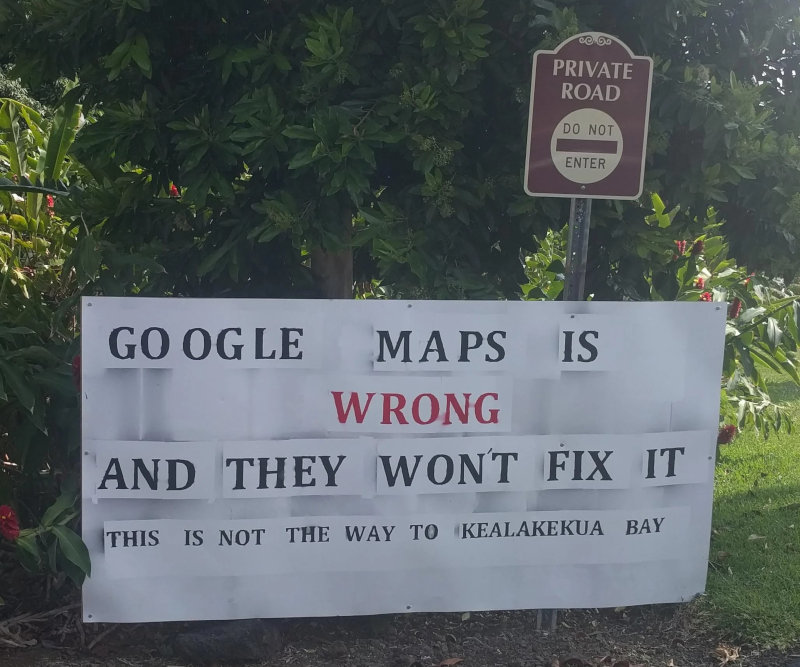 PRIVATE
ROAD
DO NOT
ENTER
GOOGLE MAPS IS
WRONG
AND THEY WON'T FIX IT
THIS IS NOT THE WAY TO KEALAKEKUA BAY